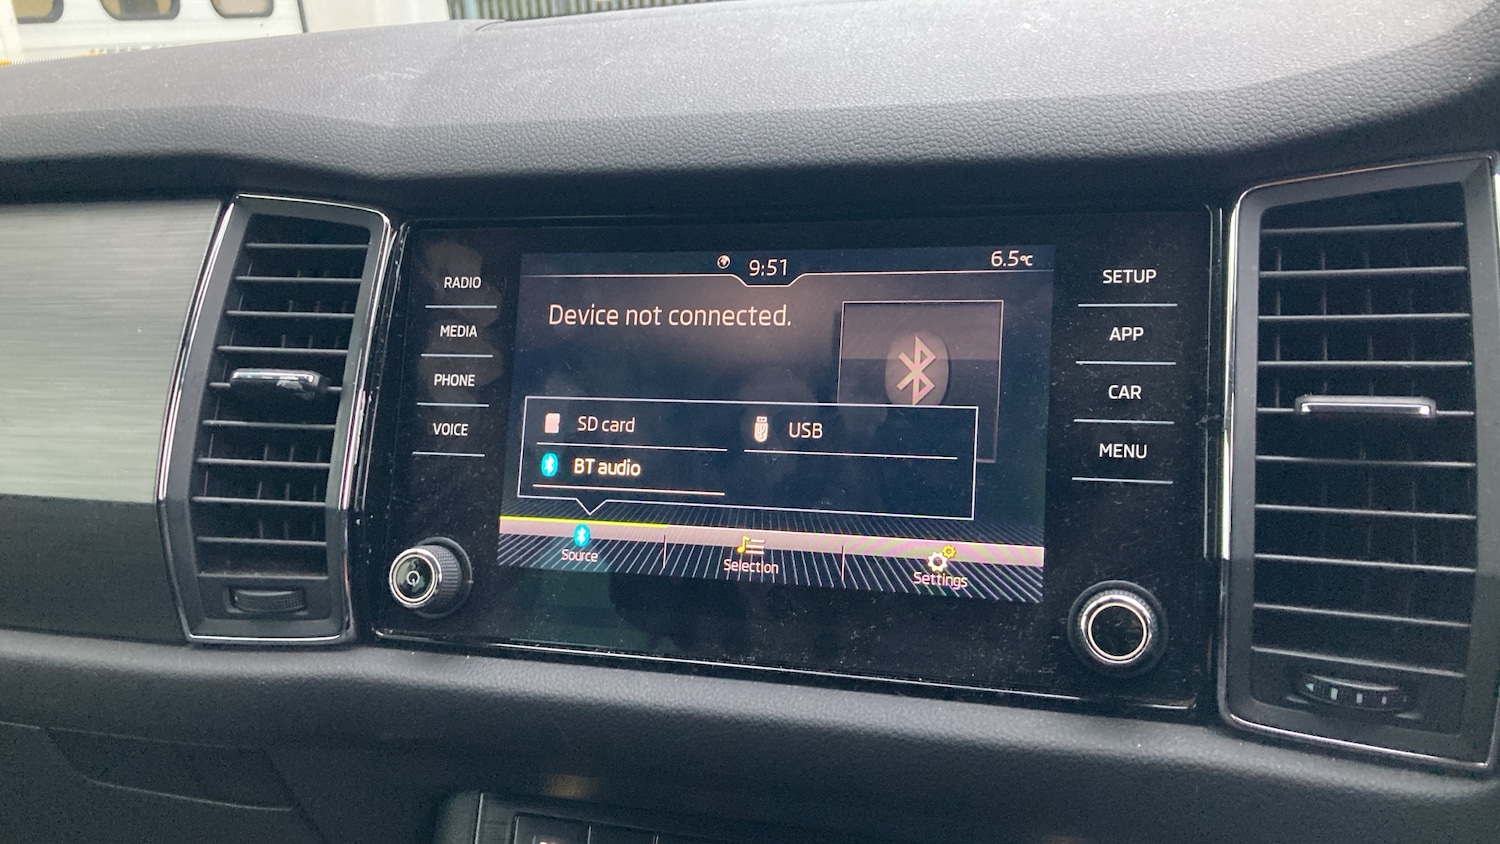 9:51
6.5℃
Device not connected.
SD card
USB
BT audio
Source
Selection
Settings
RADIO
MEDIA
PHONE
VOICE
SETUP
APP
CAR
MENU